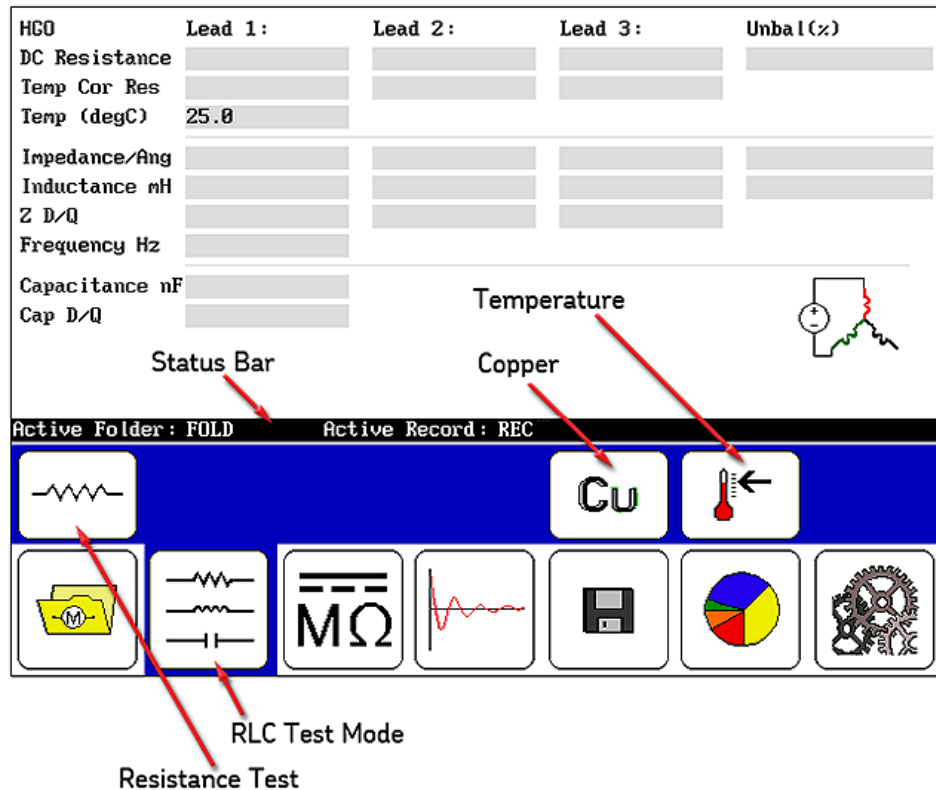 HGO Lead 1: Lead 2: Lead 3: Unbal(%)
DC Resistance
Temp Cor Res
Temp (degC) 25.0
Impedance/Ang
Inductance mH
Z D/Q
Frequency Hz
Capacitance nF
Cap D/Q
Temperature
Status Bar
Copper
Active Folder: FOLD Active Record: REC
Cu
M
MΩ
RLC Test Mode
Resistance Test